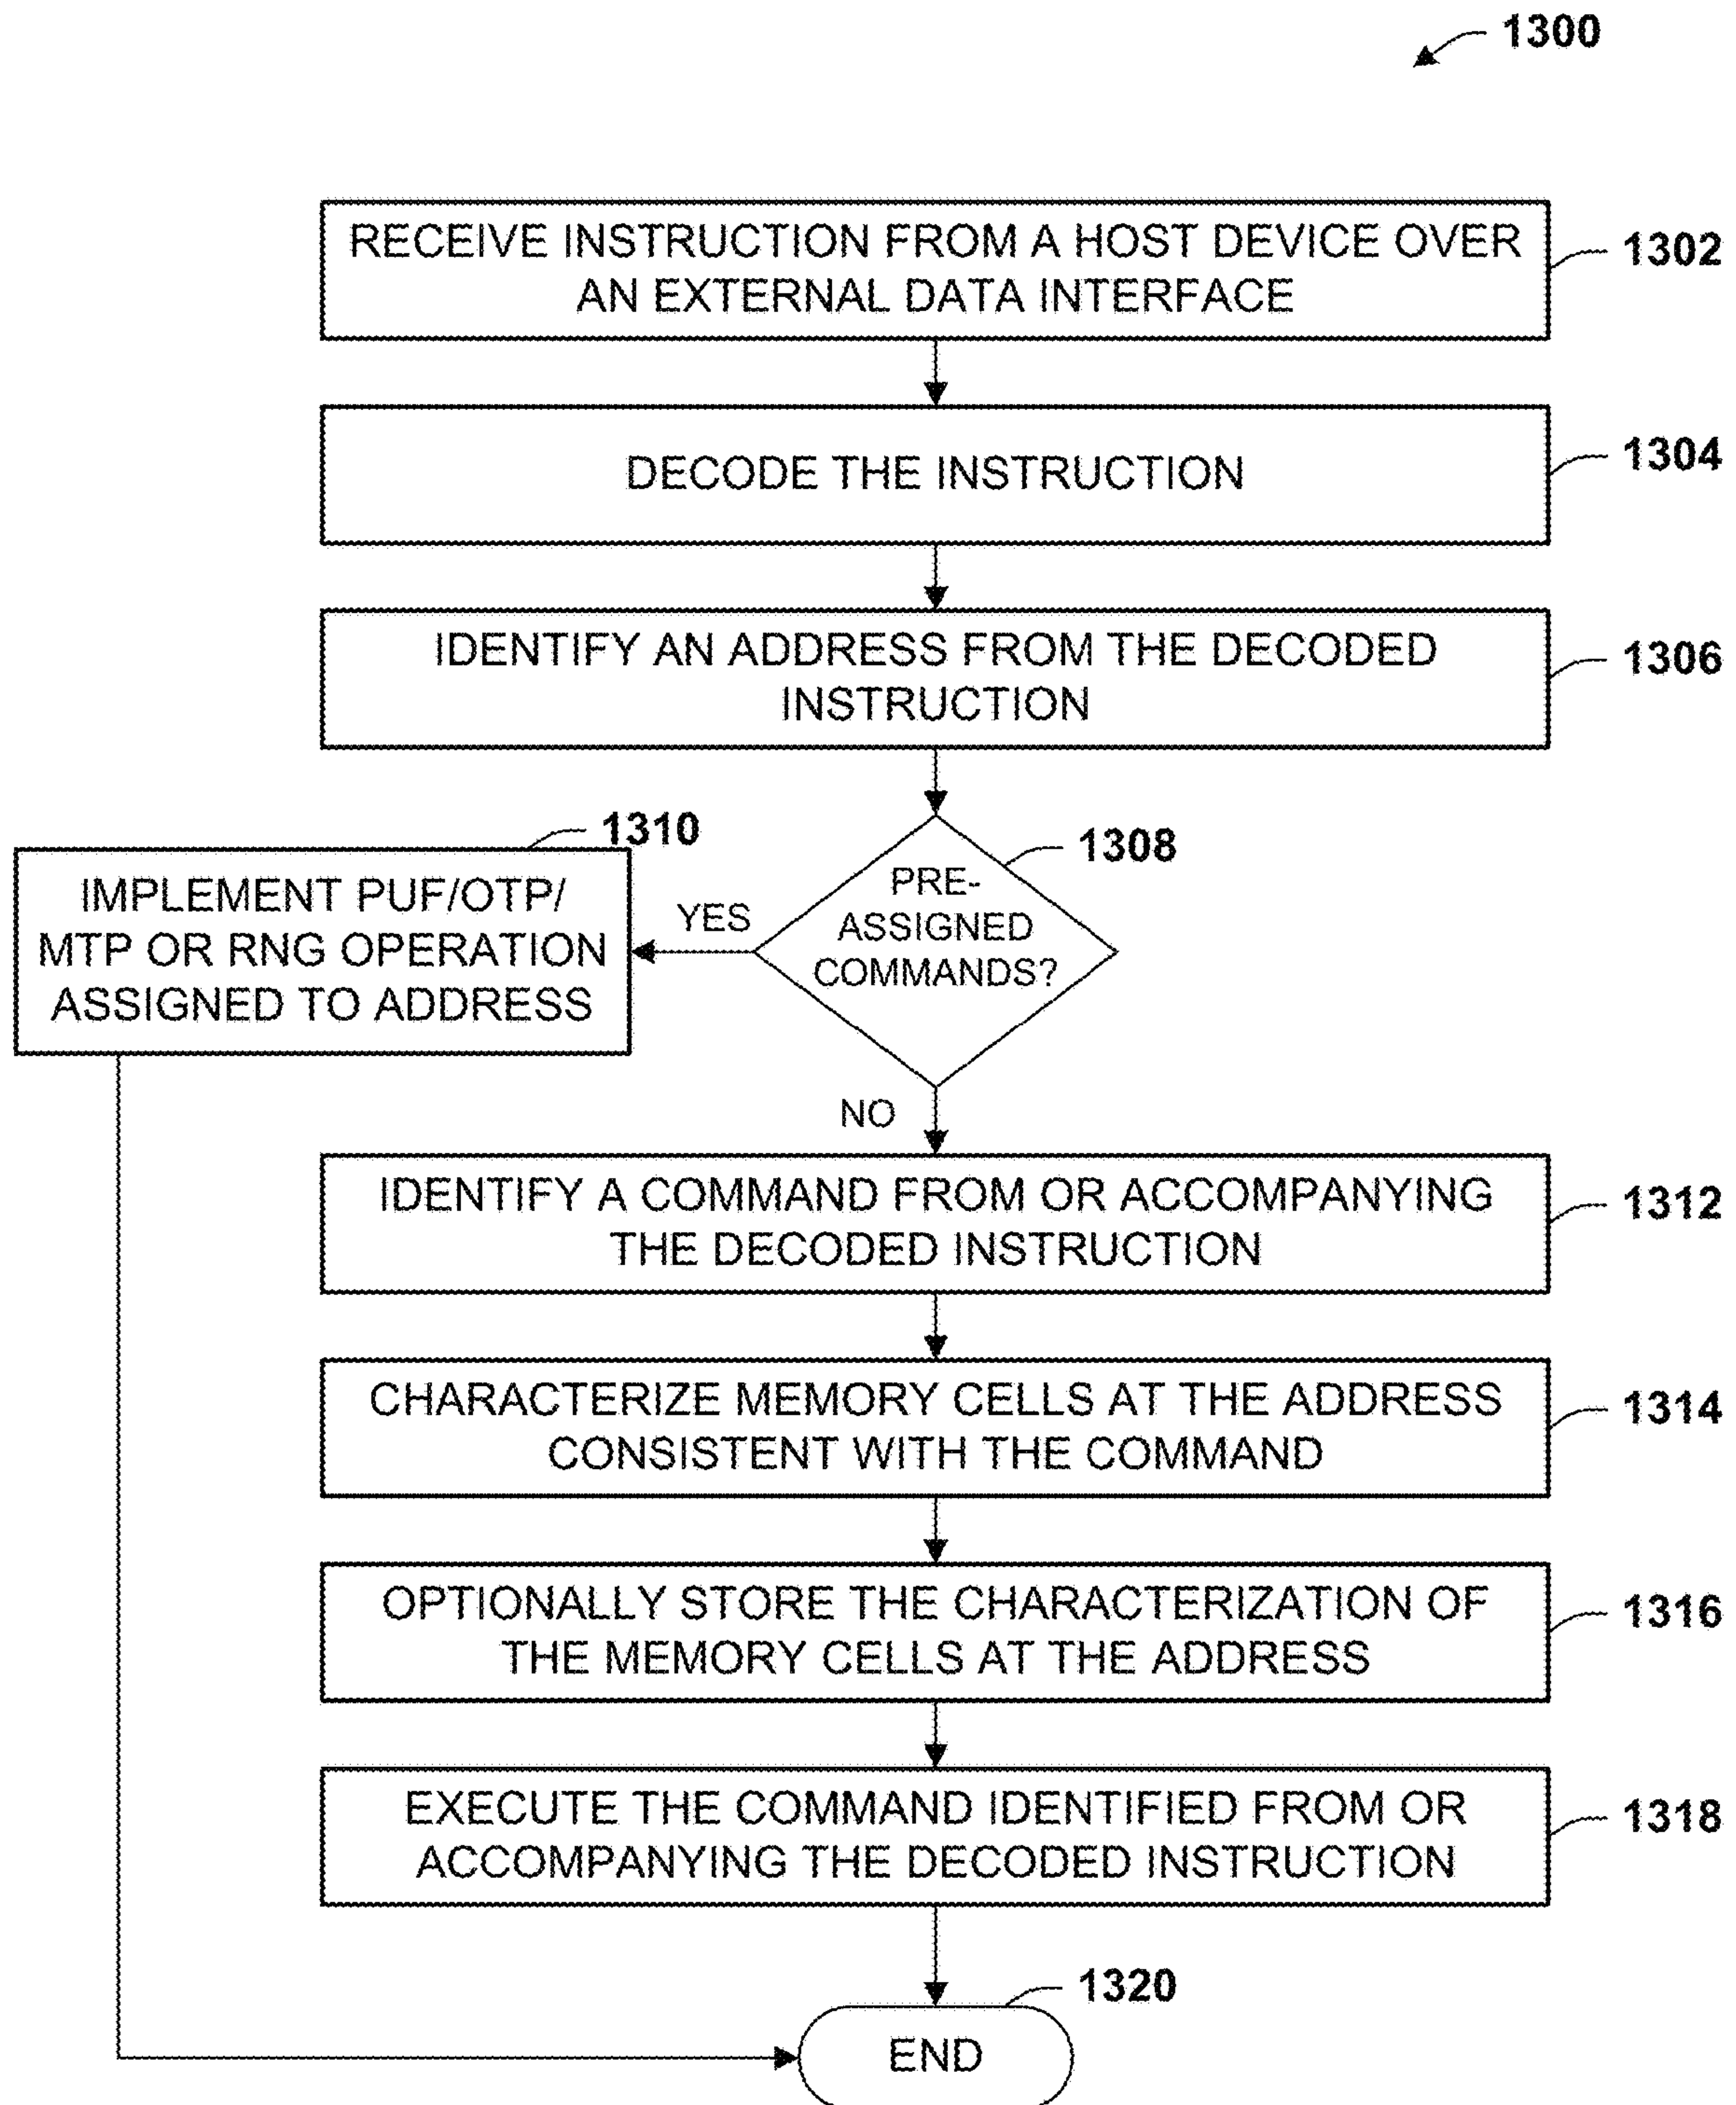 1300
RECEIVE INSTRUCTION FROM A HOST DEVICE OVER
AN EXTERNAL DATA INTERFACE
1302
DECODE THE INSTRUCTION
1304
IDENTIFY AN ADDRESS FROM THE DECODED
INSTRUCTION
1306
1308
PRE-
ASSIGNED
COMMANDS?
YES
1310
IMPLEMENT PUF/OTP/
MTP OR RNG OPERATION
ASSIGNED TO ADDRESS
NO
IDENTIFY A COMMAND FROM OR ACCOMPANYING
THE DECODED INSTRUCTION
1312
CHARACTERIZE MEMORY CELLS AT THE ADDRESS
CONSISTENT WITH THE COMMAND
1314
OPTIONALLY STORE THE CHARACTERIZATION OF
THE MEMORY CELLS AT THE ADDRESS
1316
EXECUTE THE COMMAND IDENTIFIED FROM OR
ACCOMPANYING THE DECODED INSTRUCTION
1318
1320
END